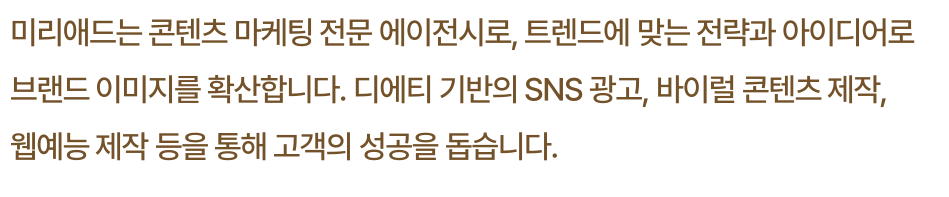 미리애드는 콘텐츠 마케팅 전문 에이전시로, 트렌드에 맞는 전략과 아이디어로
브랜드 이미지를 확산합니다. 디에티 기반의 SNS 광고, 바이럴 콘텐츠 제작,
웹예능 제작 등을 통해 고객의 성공을 돕습니다.